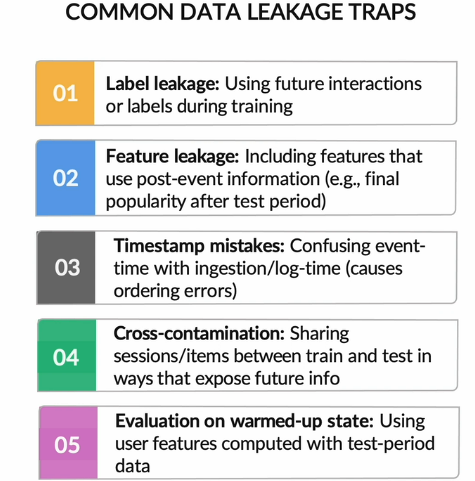 COMMON DATA LEAKAGE TRAPS
01
Label leakage: Using future interactions
or labels during training
02
Feature leakage: Including features that
use post-event information (e.g., final
popularity after test period)
03
Timestamp mistakes: Confusing event-
time with ingestion/log-time (causes
ordering errors)
04
Cross-contamination: Sharing
sessions/items between train and test in
ways that expose future info
05
Evaluation on warmed-up state: Using
user features computed with test-period
data